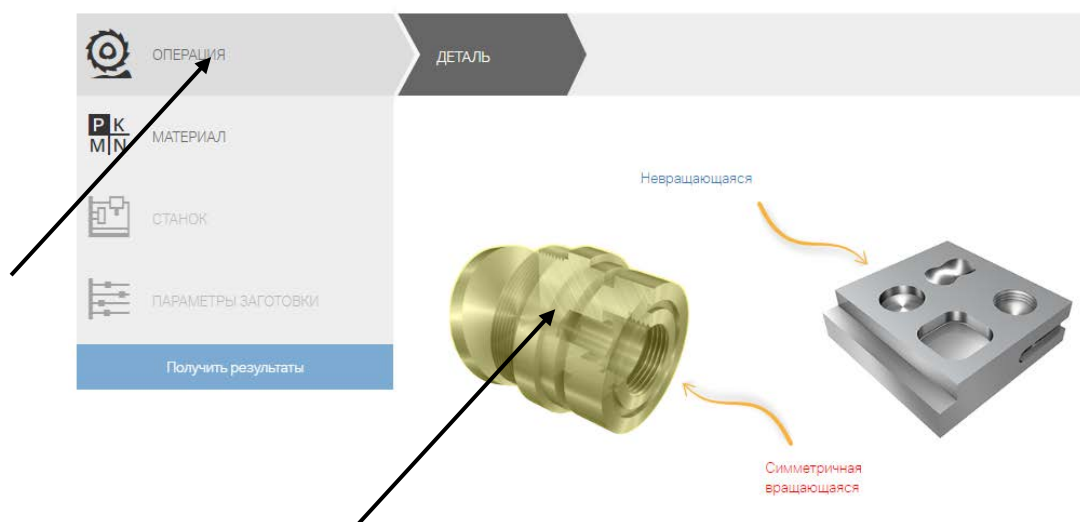 ОПЕРАЦИЯ
ДЕТАЛЬ
P K
M N
МАТЕРИАЛ
СТАНОК
ПАРАМЕТРЫ ЗАГОТОВКИ
Получить результаты
Невращающаяся
Симметричная
вращающаяся